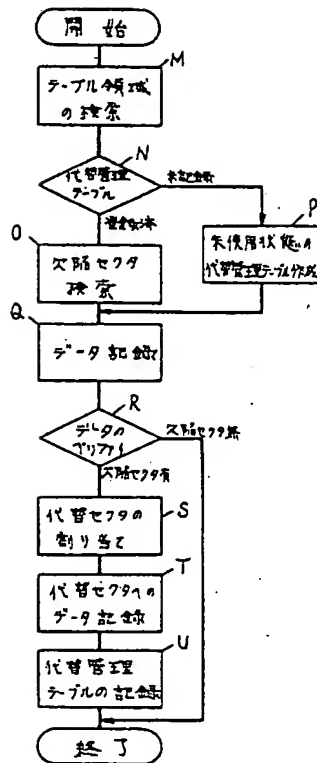 開始
M
テーブル領域
の検索
N
代替管理
テーブル
未記録
P
未使用状態の
代替管理テーブル作成
O
欠陥セクタ
検索
Q
データ記録
R
データの
ベリファイ
欠陥セクタ無
欠陥セクタ有
S
代替セクタの
割り当て
T
代替セクタへの
データ記録
U
代替管理
テーブルの記録
終了